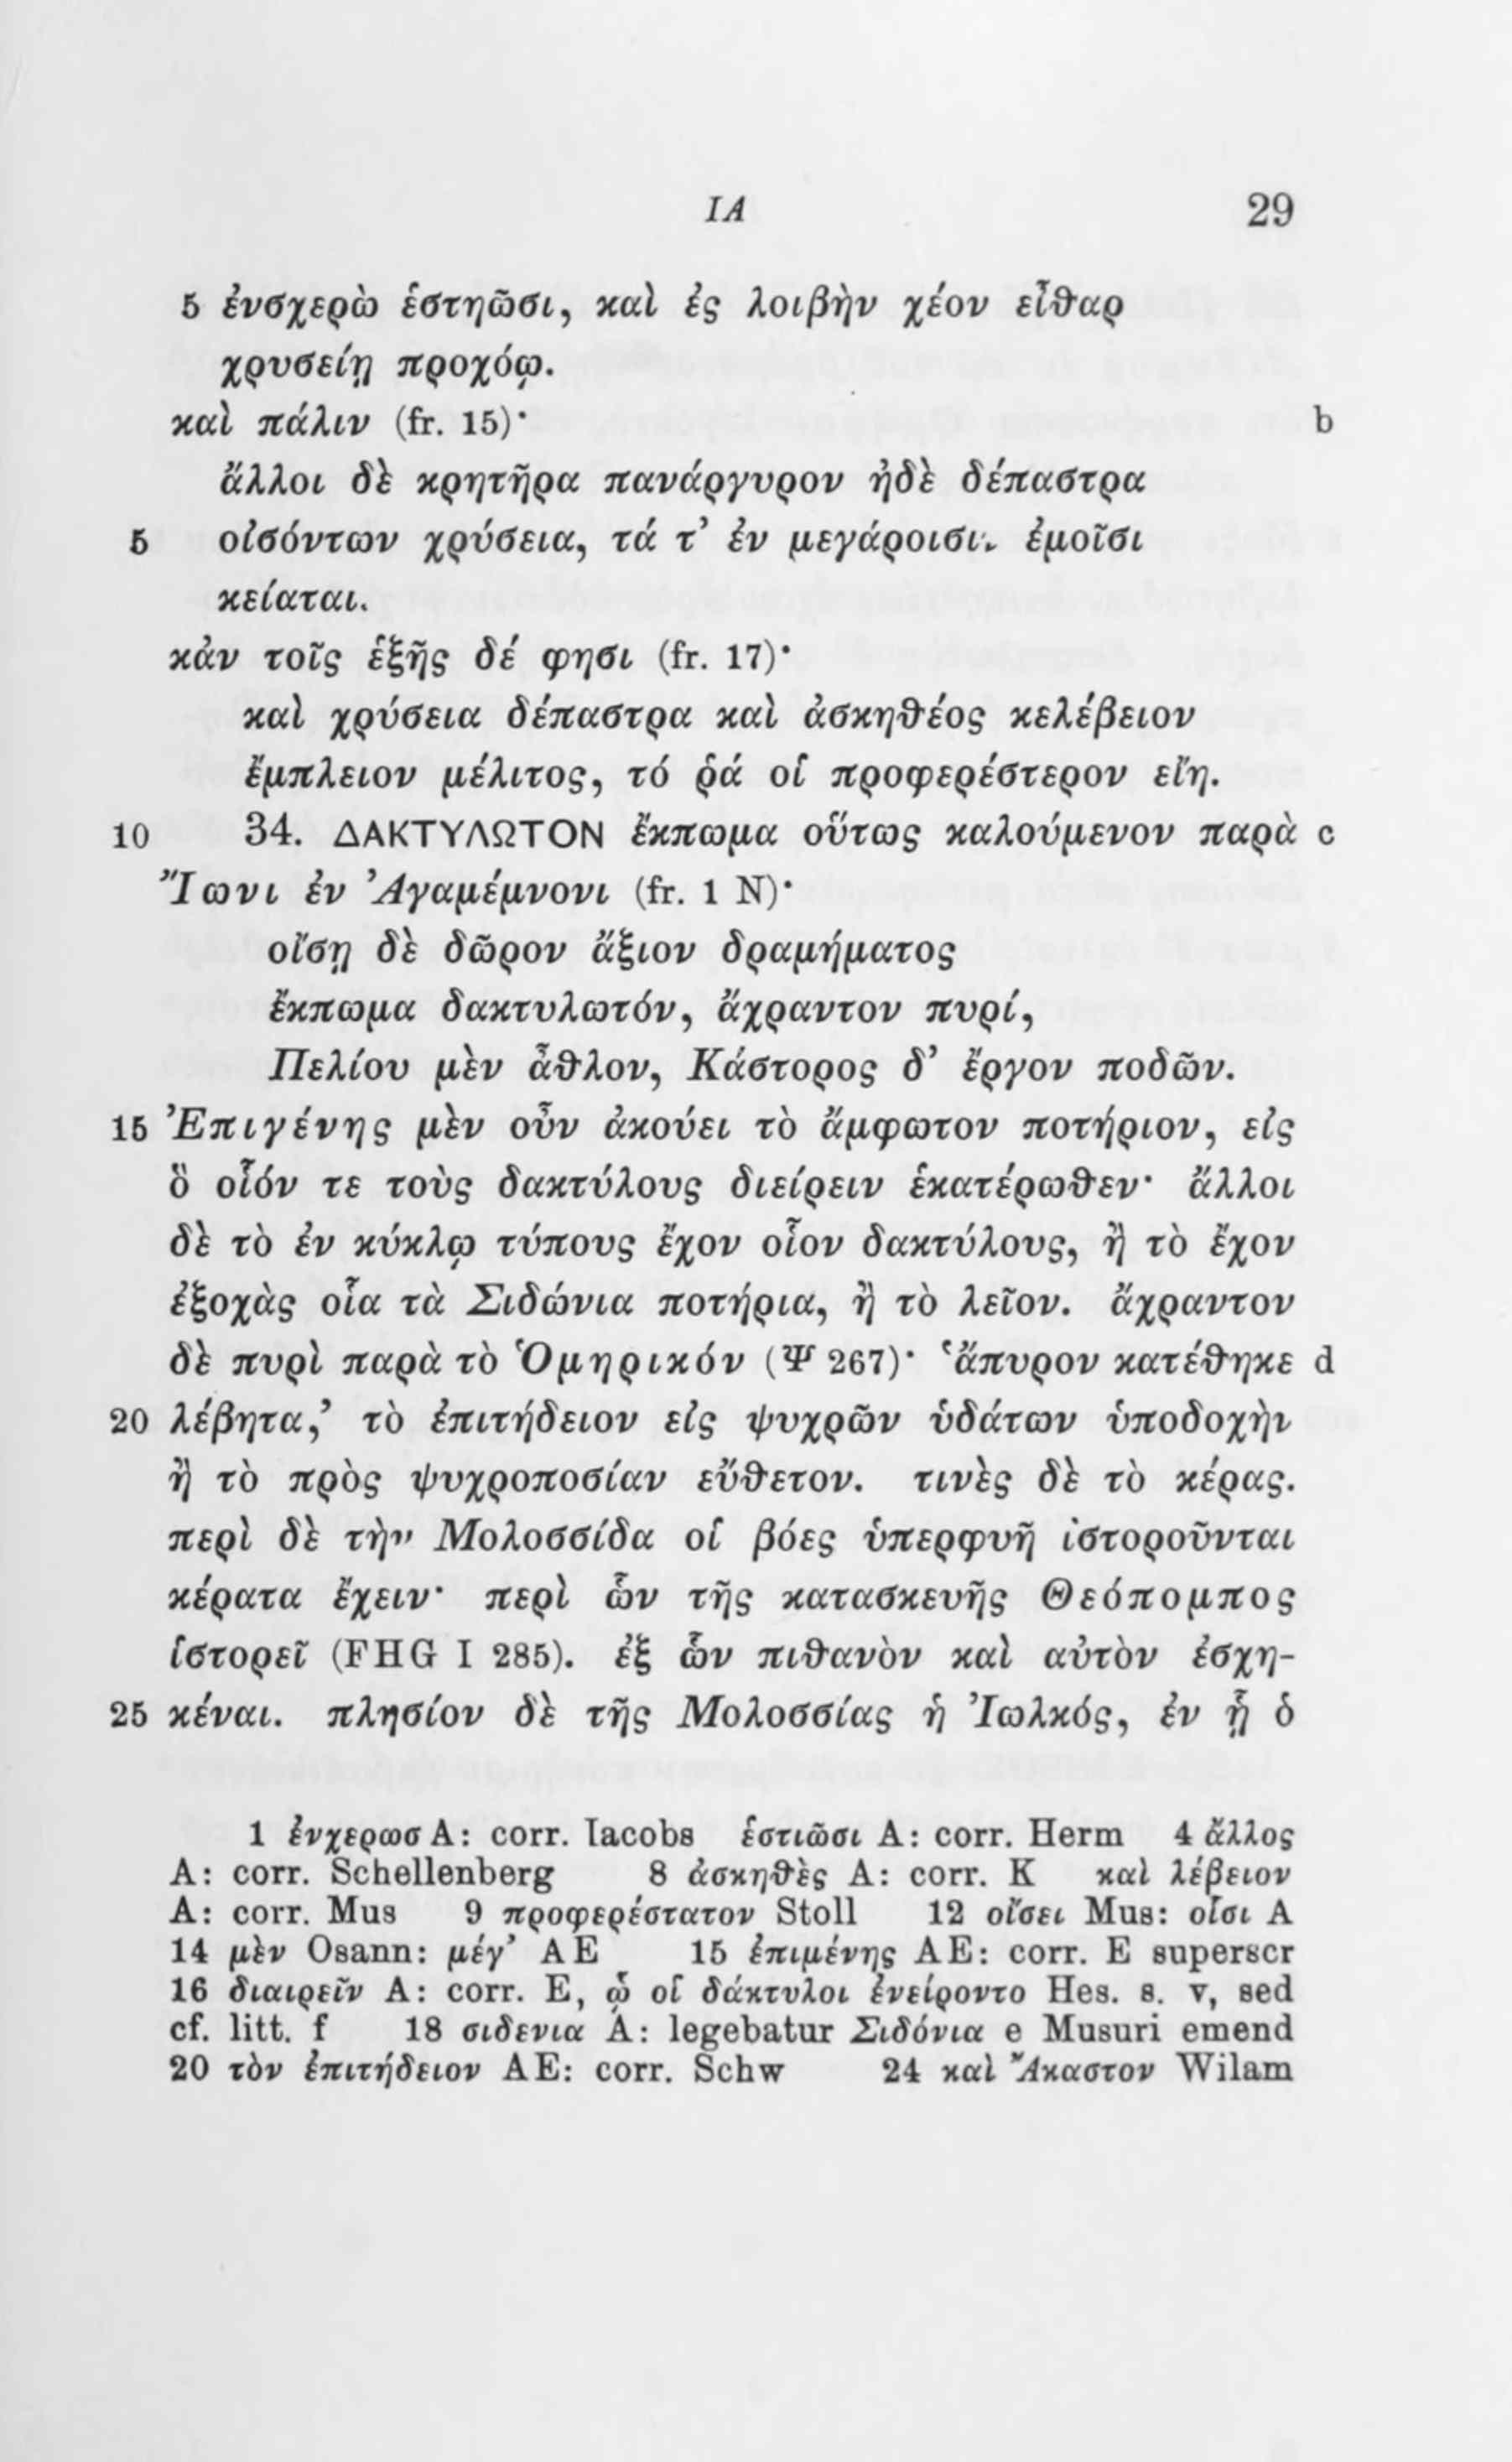 ΙΑ 29
5 ἐνσχερὼ ἑστηῶσι, καὶ ἐς λοιβὴν χέον εἶθαρ
χρυσείῃ προχόῳ.
καὶ πάλιν (fr. 15)· b
ἄλλοι δὲ κρητῆρα πανάργυρον ἠδὲ δέπαστρα
5 οἰσόντων χρύσεια, τά τ’ ἐν μεγάροισιν ἐμοῖσι
κείαται.
κἀν τοῖς ἑξῆς δέ φησι (fr. 17)·
καὶ χρύσεια δέπαστρα καὶ ἀσκηθέος κελέβειον
ἔμπλειον μέλιτος, τό ῥά οἱ προφερέστερον εἴη.
10 34. ΔΑΚΤΥΛΩΤΟΝ ἔκπωμα οὕτως καλούμενον παρὰ c
Ἴωνι ἐν Ἀγαμέμνονι (fr. 1 N)·
οἴσῃ δὲ δῶρον ἄξιον δραμήματος
ἔκπωμα δακτυλωτόν, ἄχραντον πυρί,
Πελίου μὲν ἆθλον, Κάστορος δ’ ἔργον ποδῶν.
15 Ἐπιγένης μὲν οὖν ἀκούει τὸ ἄμφωτον ποτήριον, εἰς
ὃ οἷόν τε τοὺς δακτύλους διείρειν ἑκατέρωθεν· ἄλλοι
δὲ τὸ ἐν κύκλῳ τύπους ἔχον οἷον δακτύλους, ἢ τὸ ἔχον
ἐξοχὰς οἷα τὰ Σιδώνια ποτήρια, ἢ τὸ λεῖον. ἄχραντον
δὲ πυρὶ παρὰ τὸ Ὁμηρικόν (Ψ 267)· ‘ἄπυρον κατέθηκε d
20 λέβητα,’ τὸ ἐπιτήδειον εἰς ψυχρῶν ὑδάτων ὑποδοχὴν
ἢ τὸ πρὸς ψυχροποσίαν εὔθετον. τινὲς δὲ τὸ κέρας.
περὶ δὲ τὴν Μολοσσίδα οἱ βόες ὑπερφυῆ ἱστοροῦνται
κέρατα ἔχειν· περὶ ὧν τῆς κατασκευῆς Θεόπομπος
ἱστορεῖ (FHG I 285). ἐξ ὧν πιθανὸν καὶ αὐτὸν ἐσχη-
25 κέναι. πλησίον δὲ τῆς Μολοσσίας ἡ Ἰωλκός, ἐν ᾗ ὁ
1 ἐνχερωσ A: corr. Iacobs ἑστιῶσι A: corr. Herm 4 ἄλλος
A: corr. Schellenberg 8 ἀσκηθὲς A: corr. K καὶ λέβειον
A: corr. Mus 9 προφερέστατον Stoll 12 οἴσει Mus: οἶσι A
14 μὲν Osann: μέγ’ AE 15 ἐπιμένης AE: corr. E superscr
16 διαιρεῖν A: corr. E, ᾧ οἱ δάκτυλοι ἐνείροντο Hes. s. v, sed
cf. litt. f 18 σιδενια A: legebatur Σιδόνια e Musuri emend
20 τὸν ἐπιτήδειον AE: corr. Schw 24 καὶ Ἄκαστον Wilam